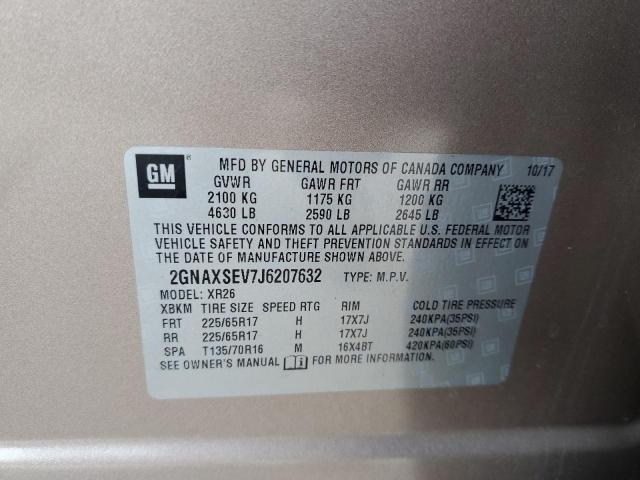 GM ® MFD BY GENERAL MOTORS OF CANADA COMPANY 10/17
GVWR GAWR FRT GAWR RR
2100 KG 1175 KG 1200 KG
4630 LB 2590 LB 2645 LB
THIS VEHICLE CONFORMS TO ALL APPLICABLE U.S. FEDERAL MOTOR
VEHICLE SAFETY AND THEFT PREVENTION STANDARDS IN EFFECT ON
THE DATE OF MANUFACTURE SHOWN ABOVE.
2GNAXSEV7J6207632 TYPE: M.P.V.
MODEL: XR26
XBKM TIRE SIZE SPEED RTG RIM COLD TIRE PRESSURE
FRT 225/65R17 H 17X7J 240KPA(35PSI)
RR 225/65R17 H 17X7J 240KPA(35PSI)
SPA T135/70R16 M 16X4BT 420KPA(60PSI)
SEE OWNER'S MANUAL FOR MORE INFORMATION.